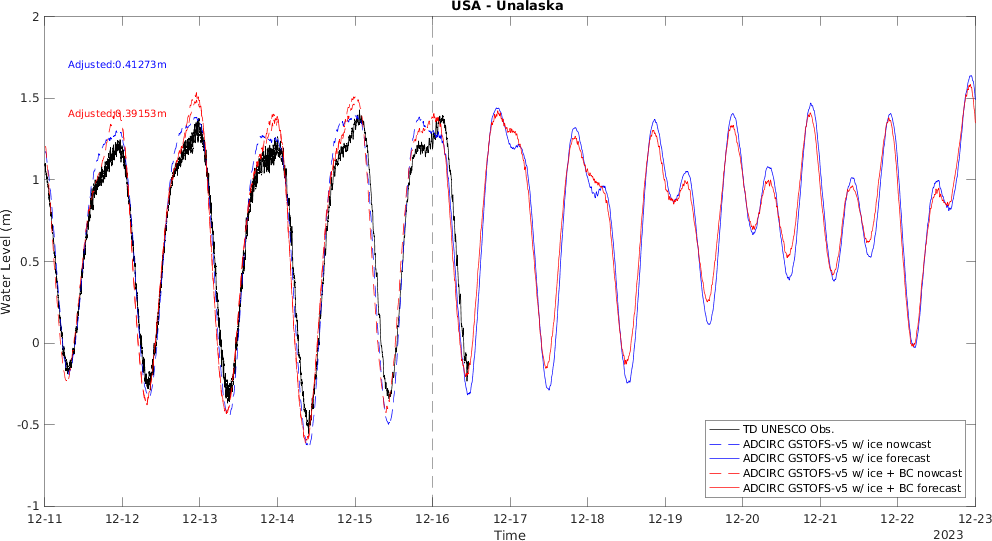 USA - Unalaska
2
1.5
1
0.5
0
-0.5
-1
Water Level (m)
Adjusted:0.41273m
Adjusted:0.39153m
TD UNESCO Obs.
ADCIRC GSTOFS-v5 w/ ice nowcast
ADCIRC GSTOFS-v5 w/ ice forecast
ADCIRC GSTOFS-v5 w/ ice + BC nowcast
ADCIRC GSTOFS-v5 w/ ice + BC forecast
12-11 12-12 12-13 12-14 12-15 12-16 12-17 12-18 12-19 12-20 12-21 12-22 12-23
Time
2023